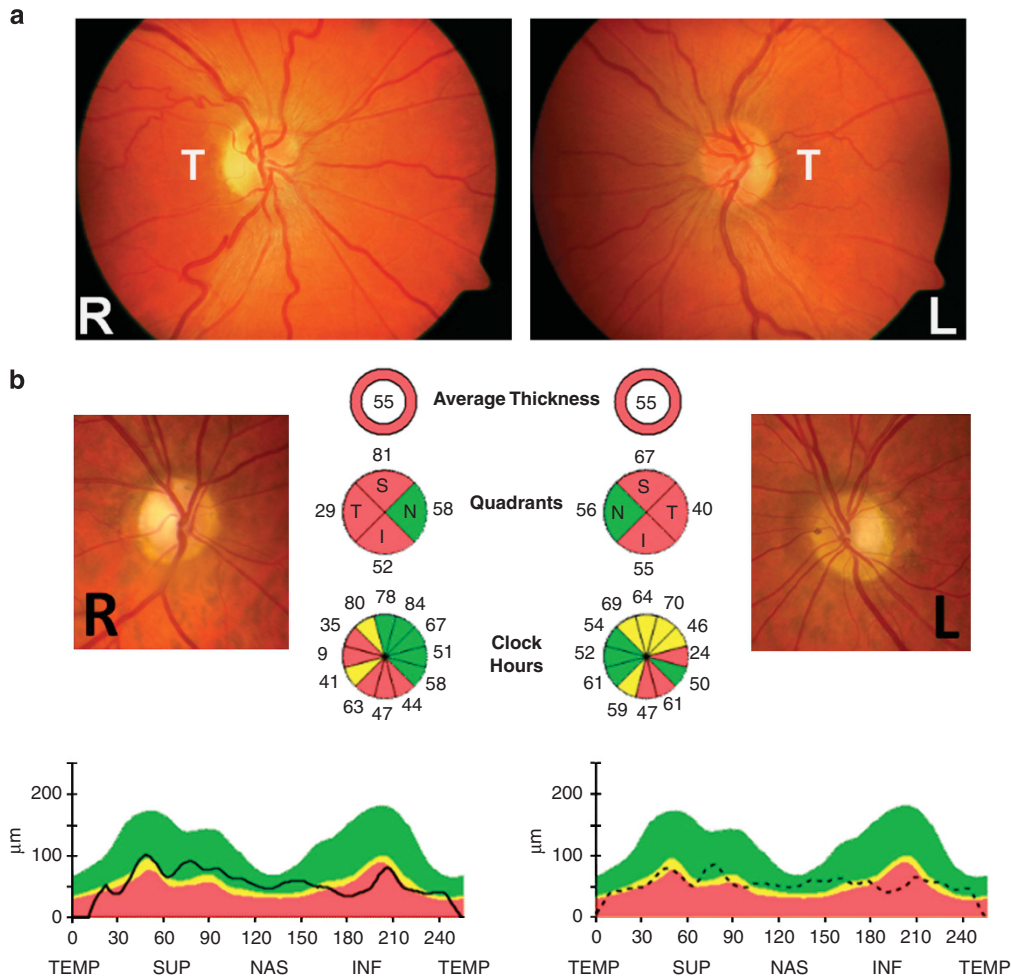 a
T
T
R
L
b
55 Average Thickness 55
81 67
S S
29 T N 58 Quadrants 56 N T 40
I I
52 55
R
L
80 78 84 69 64 70
35 67 54 46
9 51 Clock Hours 52 24
41 58 61 50
63 47 44 59 47 61
200 200
µm µm
100 100
0 0
0 30 60 90 120 150 180 210 240 0 30 60 90 120 150 180 210 240
TEMP SUP NAS INF TEMP TEMP SUP NAS INF TEMP